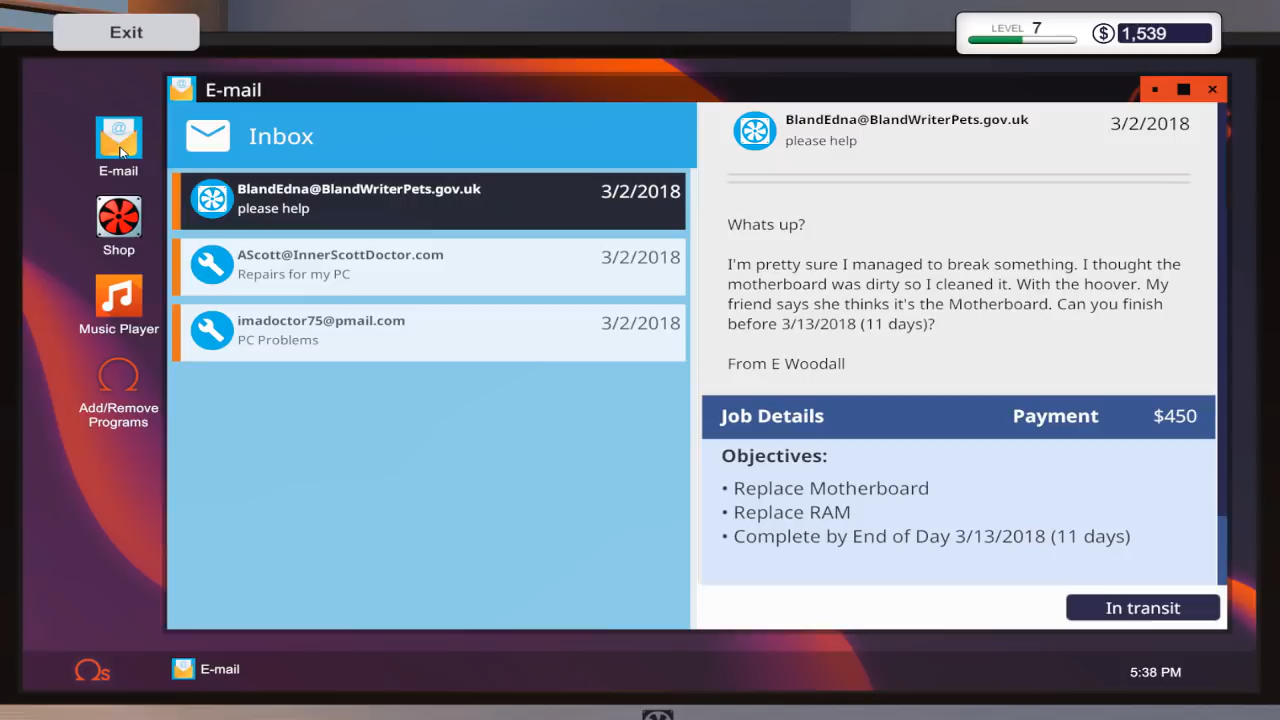 Exit
LEVEL 7
$ 1,539
E-mail
Inbox
BlandEdna@BlandWriterPets.gov.uk 3/2/2018
please help
AScott@InnerScottDoctor.com 3/2/2018
Repairs for my PC
imadoctor75@pmail.com 3/2/2018
PC Problems
BlandEdna@BlandWriterPets.gov.uk 3/2/2018
please help
Whats up?
I'm pretty sure I managed to break something. I thought the
motherboard was dirty so I cleaned it. With the hoover. My
friend says she thinks it's the Motherboard. Can you finish
before 3/13/2018 (11 days)?
From E Woodall
Job Details Payment $450
Objectives:
• Replace Motherboard
• Replace RAM
• Complete by End of Day 3/13/2018 (11 days)
In transit
E-mail
Shop
Music Player
Add/Remove
Programs
Ωs
E-mail
5:38 PM